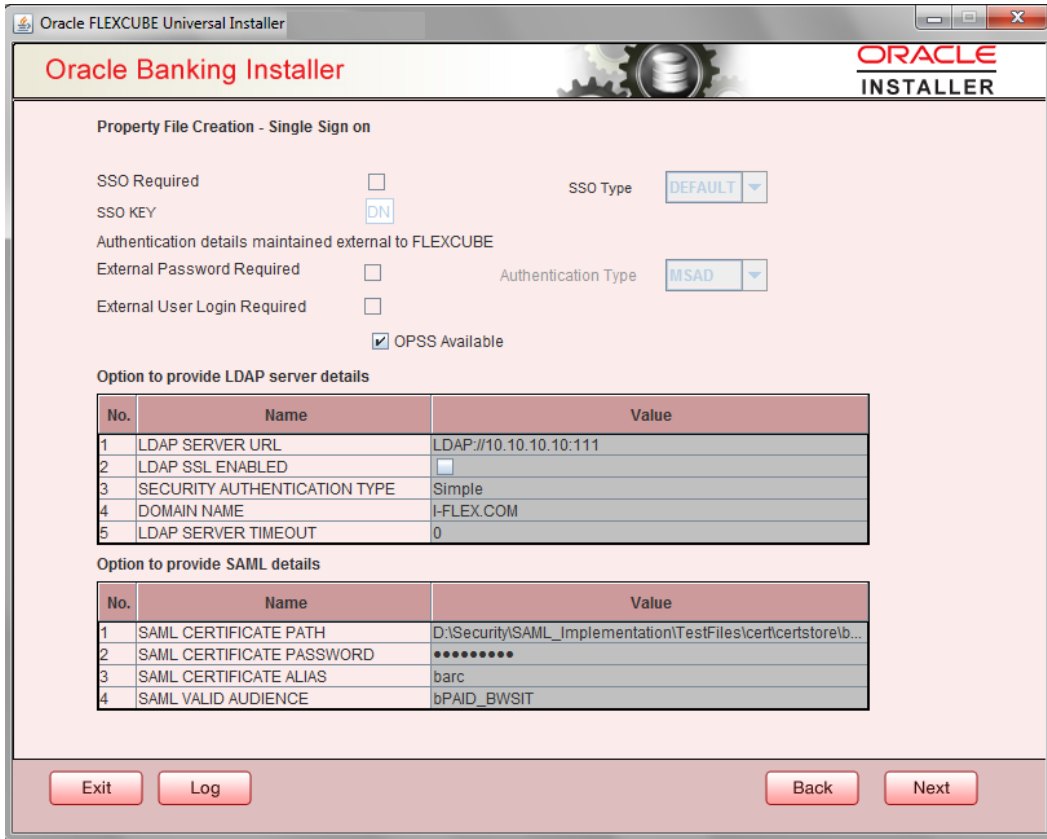 Oracle FLEXCUBE Universal Installer
Oracle Banking Installer
ORACLE
INSTALLER
Property File Creation - Single Sign on
SSO Required SSO Type DEFAULT
SSO KEY DN
Authentication details maintained external to FLEXCUBE
External Password Required Authentication Type MSAD
External User Login Required
OPSS Available
Option to provide LDAP server details
No. Name Value
1 LDAP SERVER URL LDAP://10.10.10.10:111
2 LDAP SSL ENABLED
3 SECURITY AUTHENTICATION TYPE Simple
4 DOMAIN NAME I-FLEX.COM
5 LDAP SERVER TIMEOUT 0
Option to provide SAML details
No. Name Value
1 SAML CERTIFICATE PATH D:\Security\SAML_Implementation\TestFiles\cert\certstore\b...
2 SAML CERTIFICATE PASSWORD •••••••••
3 SAML CERTIFICATE ALIAS barc
4 SAML VALID AUDIENCE bPAID_BWSIT
Exit Log Back Next